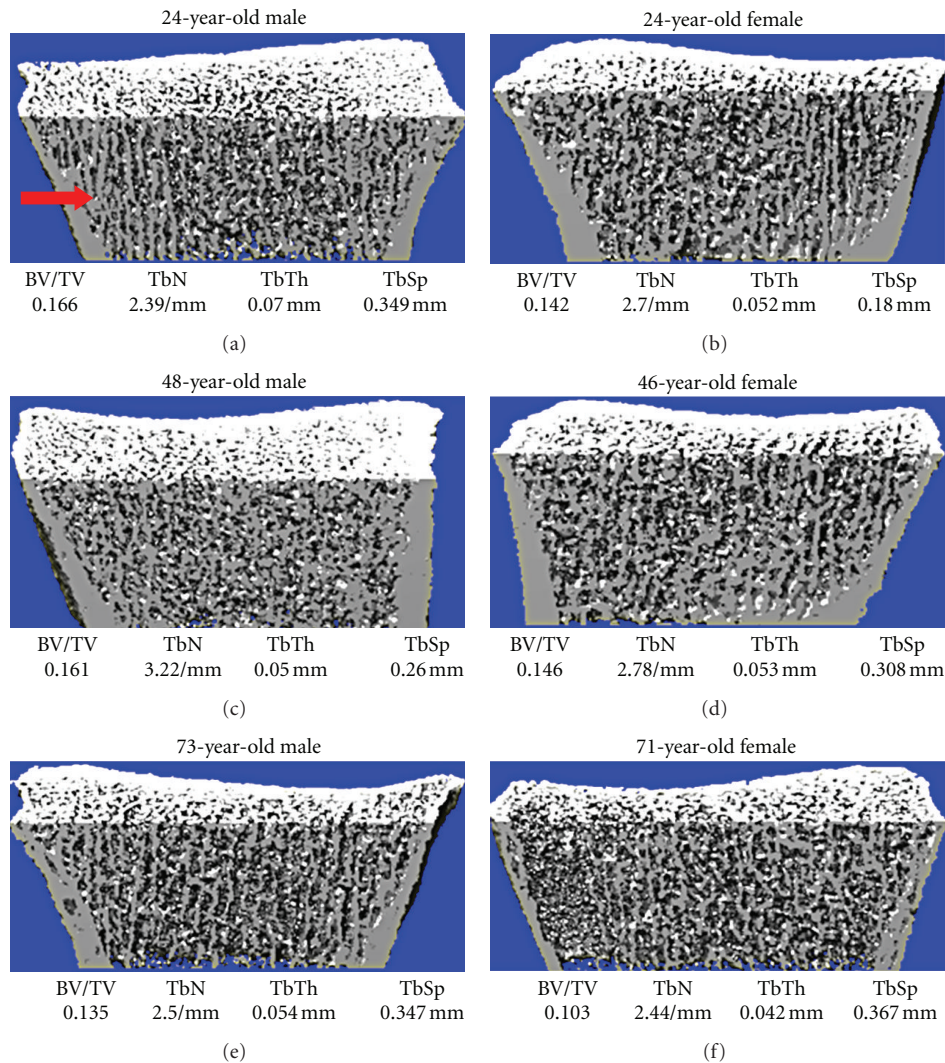 24-year-old male
24-year-old female
BV/TV TbN TbTh TbSp
0.166 2.39/mm 0.07 mm 0.349 mm
(a)
BV/TV TbN TbTh TbSp
0.142 2.7/mm 0.052 mm 0.18 mm
(b)
48-year-old male
46-year-old female
BV/TV TbN TbTh TbSp
0.161 3.22/mm 0.05 mm 0.26 mm
(c)
BV/TV TbN TbTh TbSp
0.146 2.78/mm 0.053 mm 0.308 mm
(d)
73-year-old male
71-year-old female
BV/TV TbN TbTh TbSp
0.135 2.5/mm 0.054 mm 0.347 mm
(e)
BV/TV TbN TbTh TbSp
0.103 2.44/mm 0.042 mm 0.367 mm
(f)